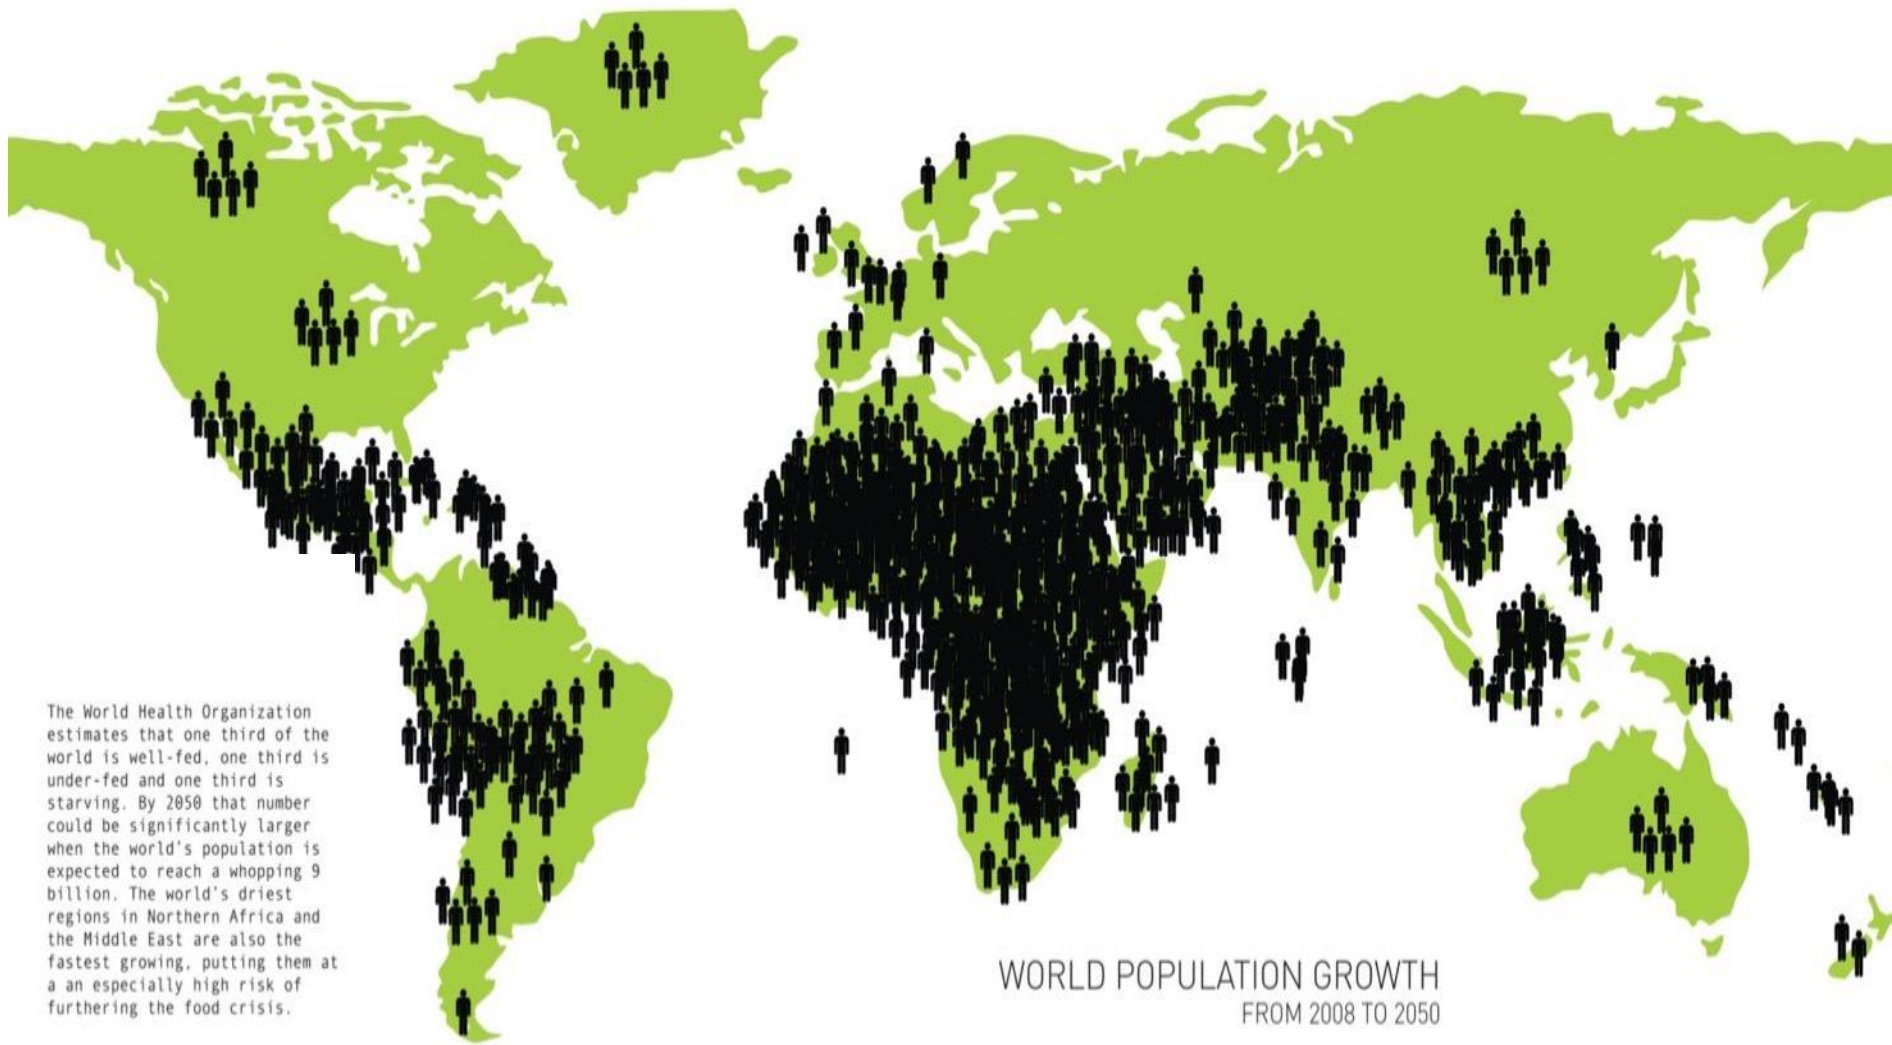 The World Health Organization
estimates that one third of the
world is well-fed, one third is
under-fed and one third is
starving. By 2050 that number
could be significantly larger
when the world's population is
expected to reach a whopping 9
billion. The world's driest
regions in Northern Africa and
the Middle East are also the
fastest growing, putting them at
a an especially high risk of
furthering the food crisis.
WORLD POPULATION GROWTH
FROM 2008 TO 2050